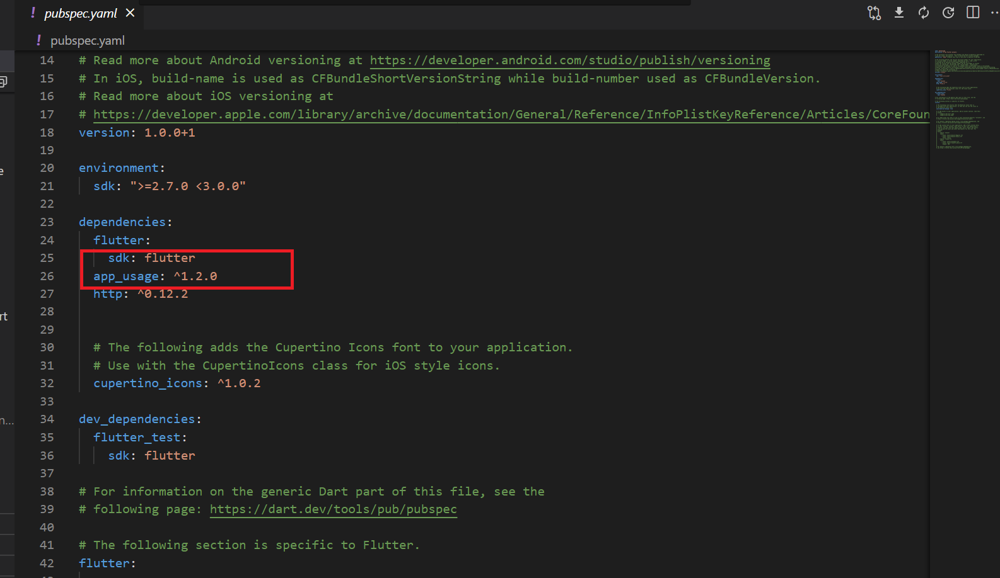 ! pubspec.yaml ×
! pubspec.yaml
14 # Read more about Android versioning at https://developer.android.com/studio/publish/versioning
15 # In iOS, build-name is used as CFBundleShortVersionString while build-number used as CFBundleVersion.
16 # Read more about iOS versioning at
17 # https://developer.apple.com/library/archive/documentation/General/Reference/InfoPlistKeyReference/Articles/CoreFoun
18 version: 1.0.0+1
19
20 environment:
21 sdk: ">=2.7.0 <3.0.0"
22
23 dependencies:
24 flutter:
25 sdk: flutter
26 app_usage: ^1.2.0
27 http: ^0.12.2
28
29
30 # The following adds the Cupertino Icons font to your application.
31 # Use with the CupertinoIcons class for iOS style icons.
32 cupertino_icons: ^1.0.2
33
34 dev_dependencies:
35 flutter_test:
36 sdk: flutter
37
38 # For information on the generic Dart part of this file, see the
39 # following page: https://dart.dev/tools/pub/pubspec
40
41 # The following section is specific to Flutter.
42 flutter:
e
rt
n...